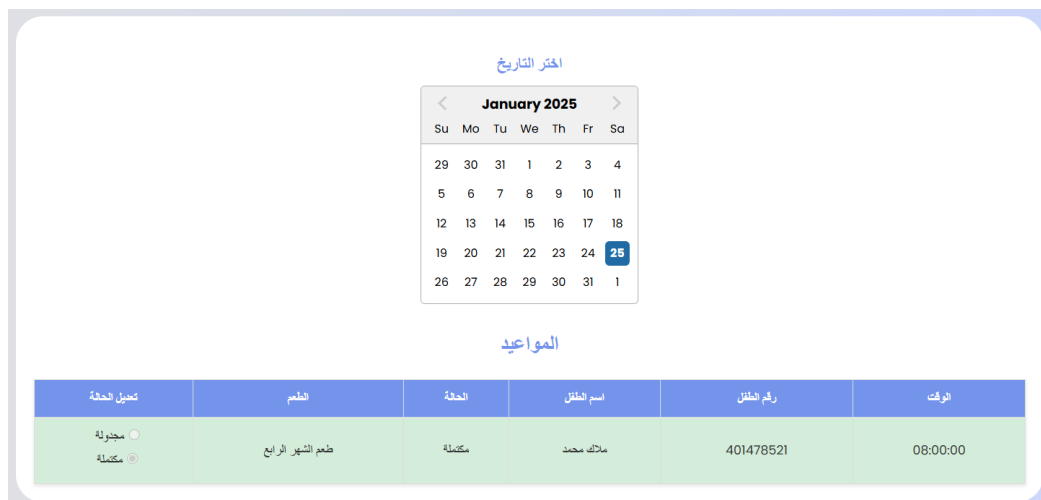 اختر التاريخ
January 2025
Su Mo Tu We Th Fr Sa
29 30 31 1 2 3 4
5 6 7 8 9 10 11
12 13 14 15 16 17 18
19 20 21 22 23 24 25
26 27 28 29 30 31 1
المواعيد
الوقت رقم الطفل اسم الطفل الحالة الطعم تعديل الحالة
08:00:00 401478521 ملاك محمد مكتملة طعم الشهر الرابع مجدولة
مكتملة